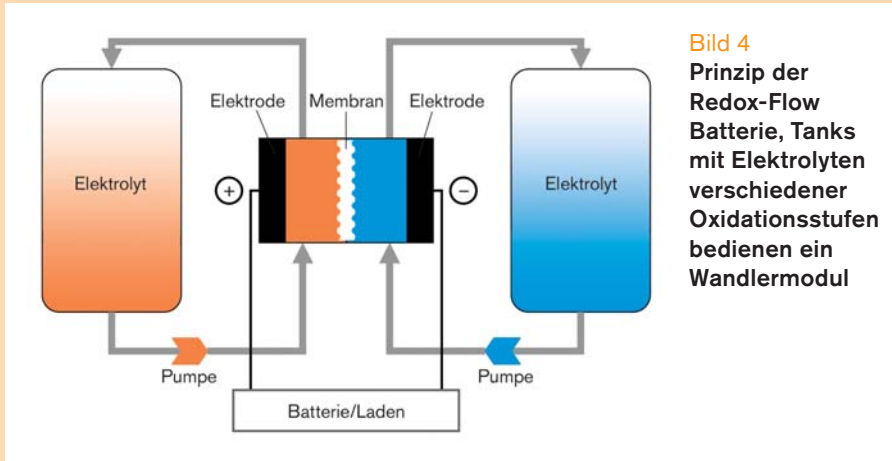 Elektrode Membran Elektrode
Elektrolyt
+
−
Elektrolyt
Pumpe
Pumpe
Batterie/Laden
Bild 4
Prinzip der
Redox-Flow
Batterie, Tanks
mit Elektrolyten
verschiedener
Oxidationsstufen
bedienen ein
Wandlermodul